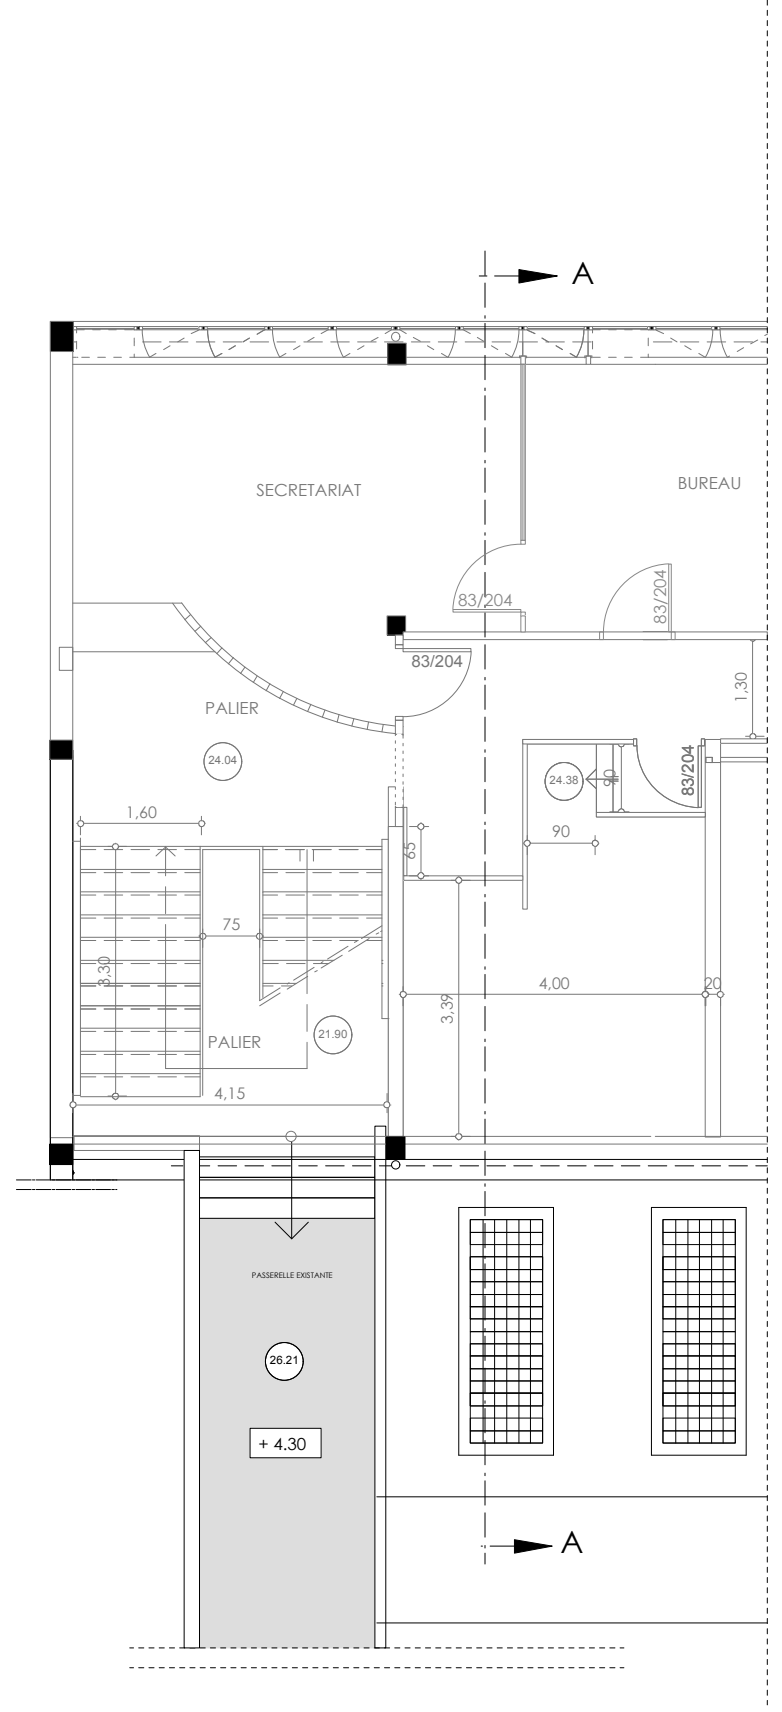 A
SECRETARIAT
BUREAU
83/204
83/204
83/204
1,30
PALIER
24.04
83/204
24.38
90
1,60
90
65
75
3,30
4,00
20
3,39
PALIER
21.90
4,15
PASSERELLE EXISTANTE
26.21
+ 4.30
A